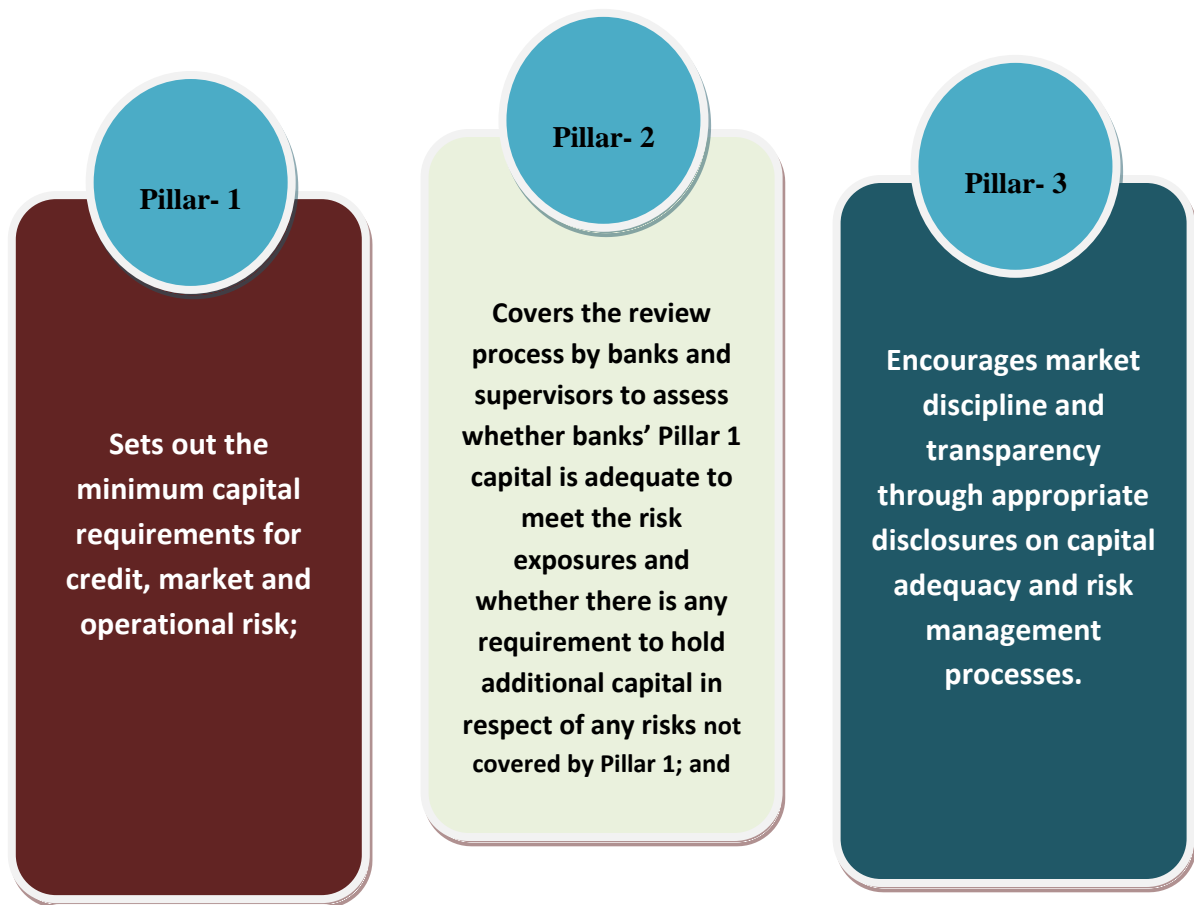 Pillar- 1
Sets out the
minimum capital
requirements for
credit, market and
operational risk;
Pillar- 2
Covers the review
process by banks and
supervisors to assess
whether banks’ Pillar 1
capital is adequate to
meet the risk
exposures and
whether there is any
requirement to hold
additional capital in
respect of any risks not
covered by Pillar 1; and
Pillar- 3
Encourages market
discipline and
transparency
through appropriate
disclosures on capital
adequacy and risk
management
processes.